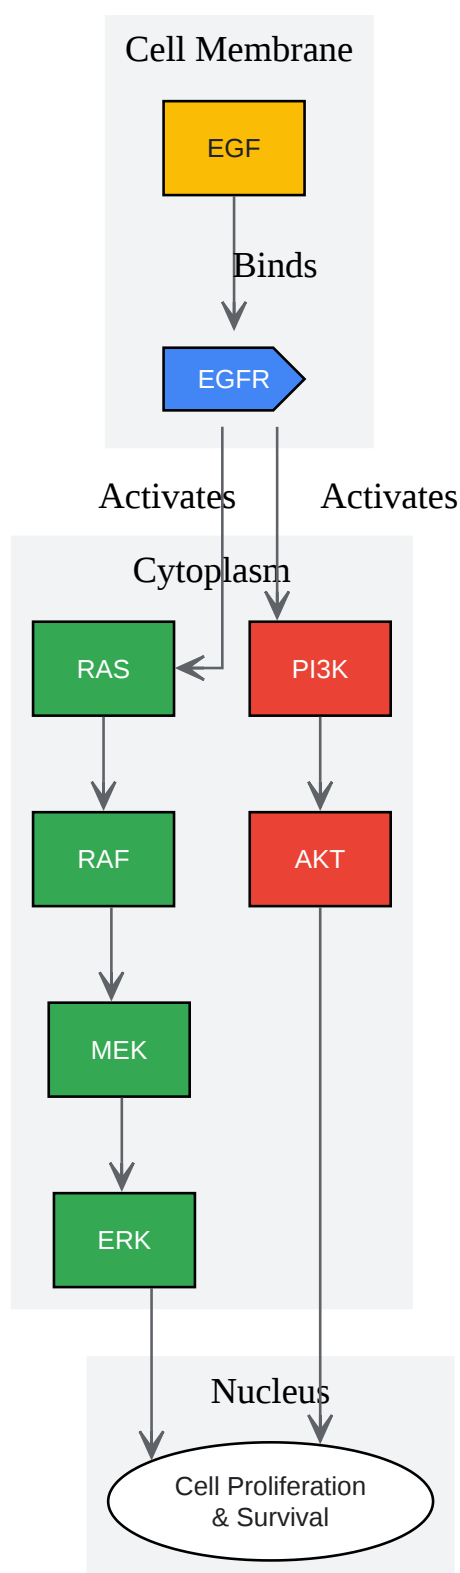 Cell Membrane
EGF
Binds
EGFR
Activates
Activates
Cytoplasm
RAS
PI3K
RAF
AKT
MEK
ERK
Nucleus
Cell Proliferation
& Survival